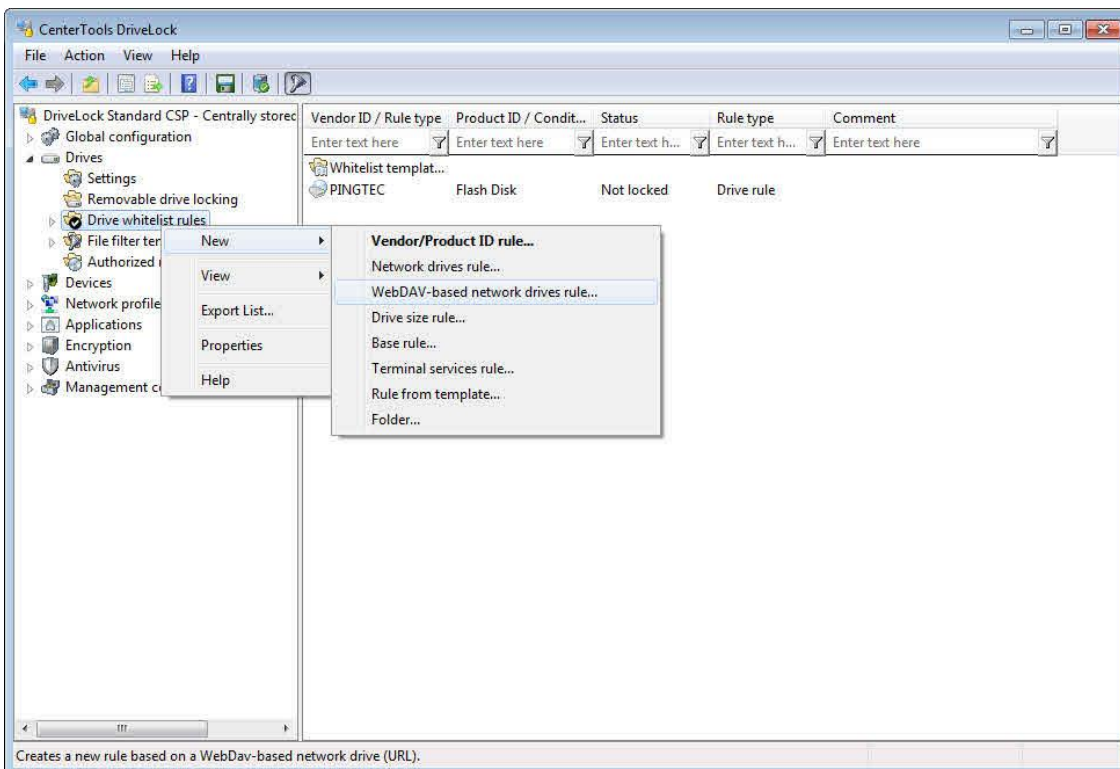 CenterTools DriveLock
File Action View Help
DriveLock Standard CSP - Centrally storec
Global configuration
Drives
Settings
Removable drive locking
Drive whitelist rules
File filter ter
Authorized
Devices
Network profile
Applications
Encryption
Antivirus
Management c
Vendor ID / Rule type Product ID / Condit... Status Rule type Comment
Enter text here Enter text here Enter text h... Enter text h... Enter text here
Whitelist templat...
PINGTEC Flash Disk Not locked Drive rule
New
View
Export List...
Properties
Help
Vendor/Product ID rule...
Network drives rule...
WebDAV-based network drives rule...
Drive size rule...
Base rule...
Terminal services rule...
Rule from template...
Folder...
Creates a new rule based on a WebDav-based network drive (URL).